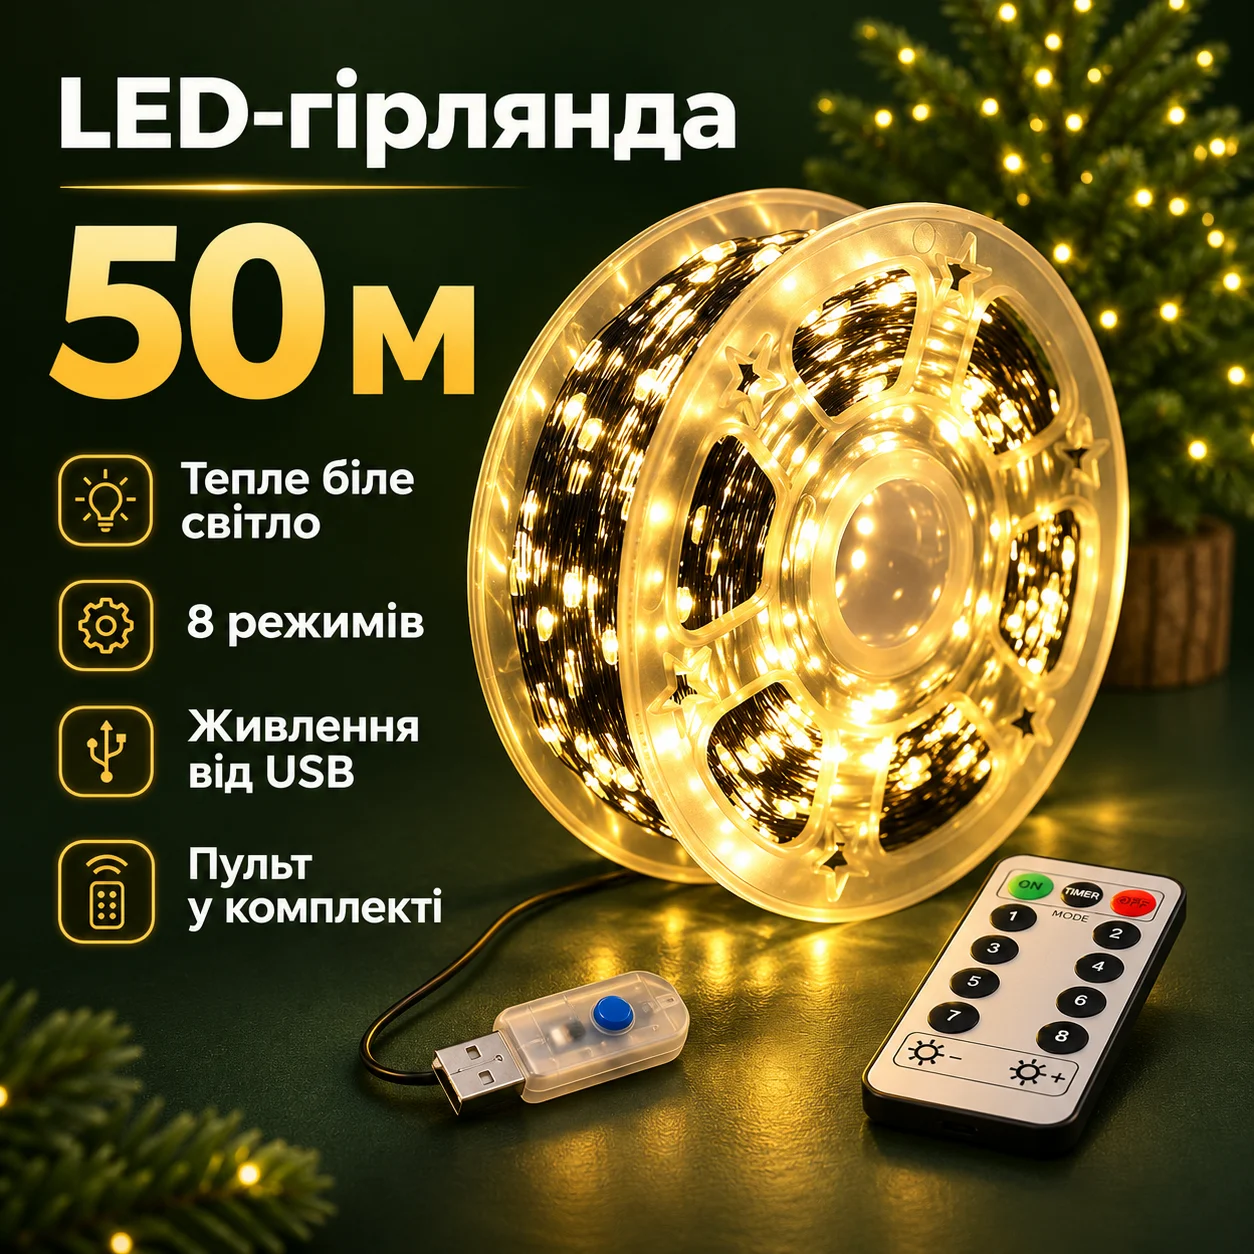 LED-гірлянда
50 м
Тепле біле
світло
8 режимів
Живлення
від USB
Пульт
у комплекті
ON TIMER OFF
MODE
1 2
3 4
5 6
7 8
- +